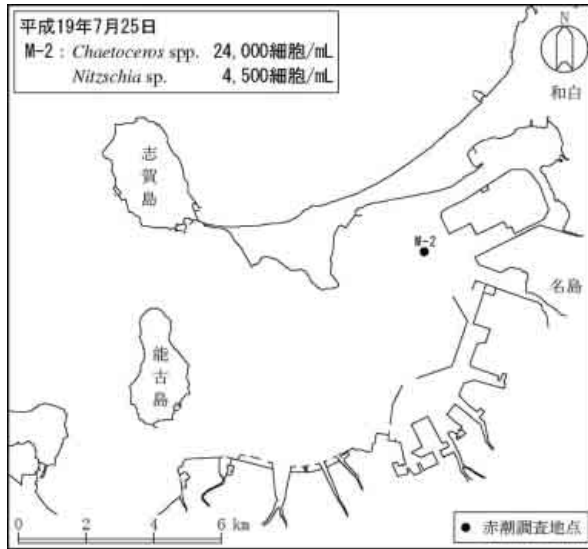 平成19年7月25日
M-2 : Chaetoceros spp. 24,000細胞/mL
Nitzschia sp. 4,500細胞/mL
和白
志賀島
M-2
名島
能古島
0 2 4 6 km
● 赤潮調査地点